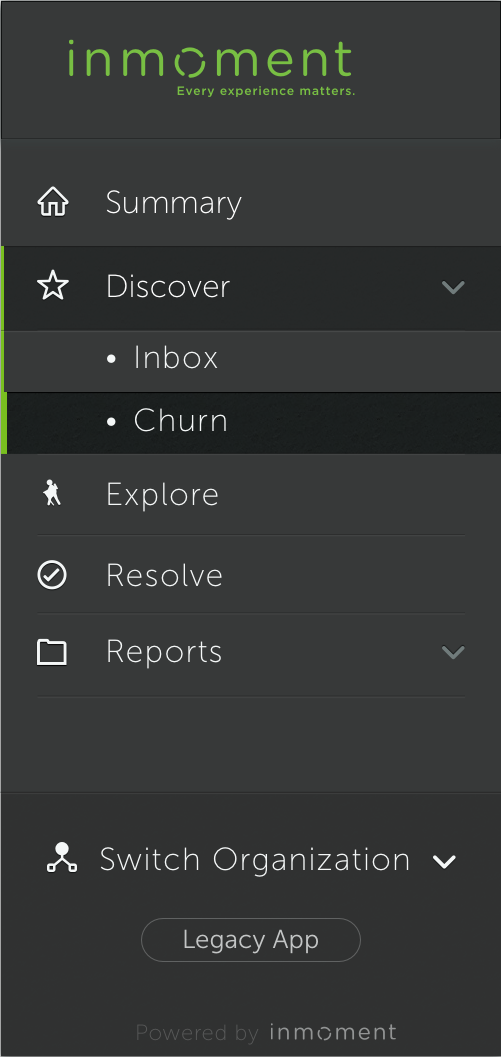 inmoment
Every experience matters.
Summary
Discover
• Inbox
• Churn
Explore
Resolve
Reports
Switch Organization
Legacy App
Powered by inmoment